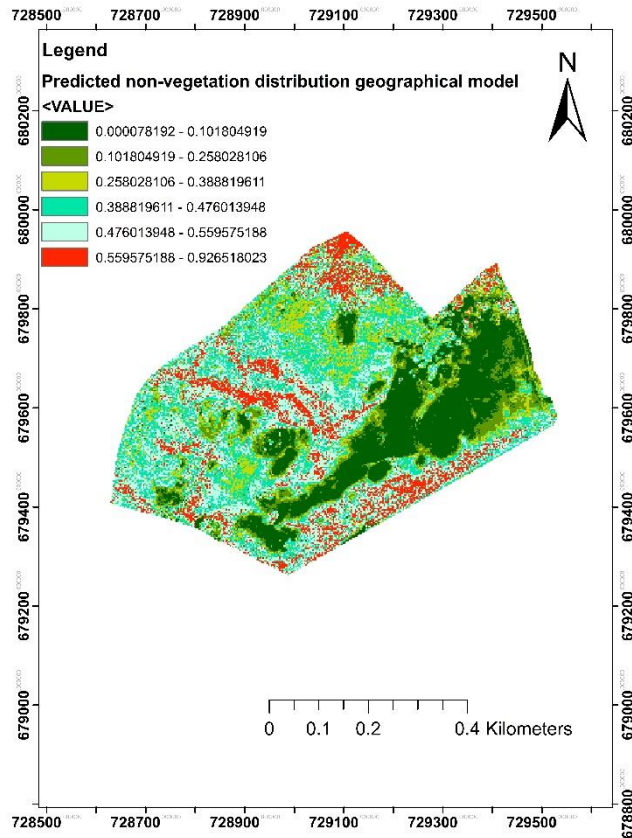 728500 728700 728900 729100 729300 729500
Legend
Predicted non-vegetation distribution geographical model
<VALUE>
0.000078192 - 0.101804919
0.101804919 - 0.258028106
0.258028106 - 0.388819611
0.388819611 - 0.476013948
0.476013948 - 0.559575188
0.559575188 - 0.926518023
N
680200 680200
680000 680000
679800 679800
679600 679600
679400 679400
679200 679200
679000 679000
678800 678800
0 0.1 0.2 0.4 Kilometers
728500 728700 728900 729100 729300 729500